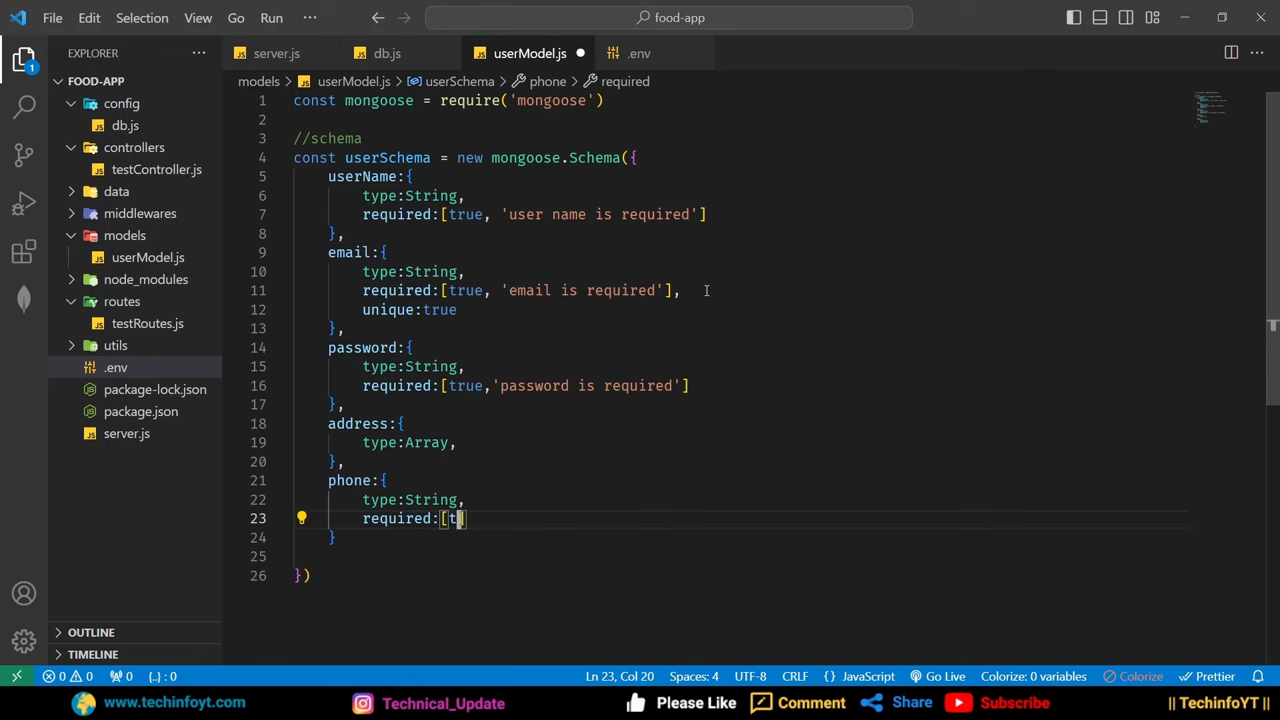 File Edit Selection View Go Run ··· food-app
EXPLORER ···
server.js db.js userModel.js .env
FOOD-APP
models > userModel.js > userSchema > phone > required
config
db.js
controllers
testController.js
data
middlewares
models
userModel.js
node_modules
routes
testRoutes.js
utils
.env
package-lock.json
package.json
server.js
OUTLINE
TIMELINE
1
1 const mongoose = require('mongoose')
2
3 //schema
4 const userSchema = new mongoose.Schema({
5 userName:{
6 type:String,
7 required:[true, 'user name is required']
8 },
9 email:{
10 type:String,
11 required:[true, 'email is required'],
12 unique:true
13 },
14 password:{
15 type:String,
16 required:[true,'password is required']
17 },
18 address:{
19 type:Array,
20 },
21 phone:{
22 type:String,
23 required:[t]
24 }
25
26 })
0 0 0 {..} : 0 Ln 23, Col 20 Spaces: 4 UTF-8 CRLF {} JavaScript Go Live Colorize: 0 variables Colorize Prettier
www.techinfoyt.com Technical_Update Please Like Comment Share Subscribe || TechinfoYT ||